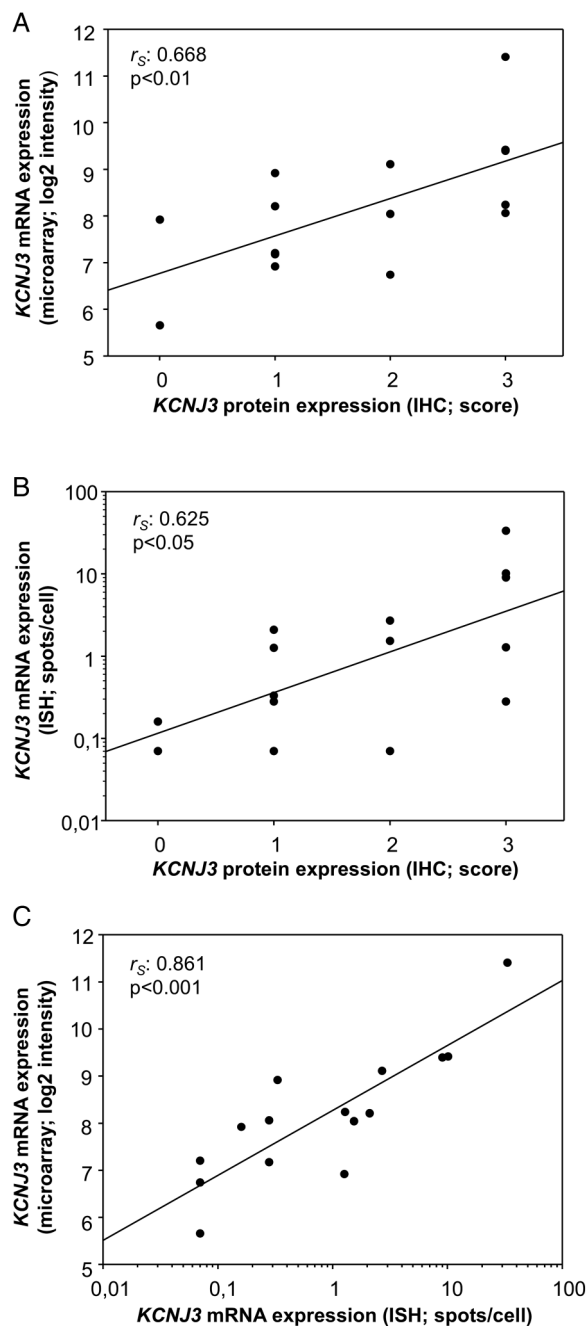 A
KCNJ3 mRNA expression
(microarray; log2 intensity)
12
11
10
9
8
7
6
5
rS: 0.668
p<0.01
0 1 2 3
KCNJ3 protein expression (IHC; score)
B
KCNJ3 mRNA expression
(ISH; spots/cell)
100
10
1
0,1
0,01
rS: 0.625
p<0.05
0 1 2 3
KCNJ3 protein expression (IHC; score)
C
KCNJ3 mRNA expression
(microarray; log2 intensity)
12
11
10
9
8
7
6
5
rS: 0.861
p<0.001
0,01 0,1 1 10 100
KCNJ3 mRNA expression (ISH; spots/cell)